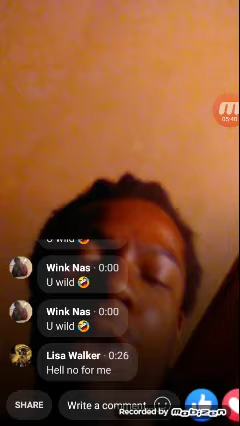 05:40
U wild 🤣
Wink Nas · 0:00
U wild 🤣
Wink Nas · 0:00
U wild 🤣
Lisa Walker · 0:26
Hell no for me
SHARE
Write a comment...
Recorded by Mobizen